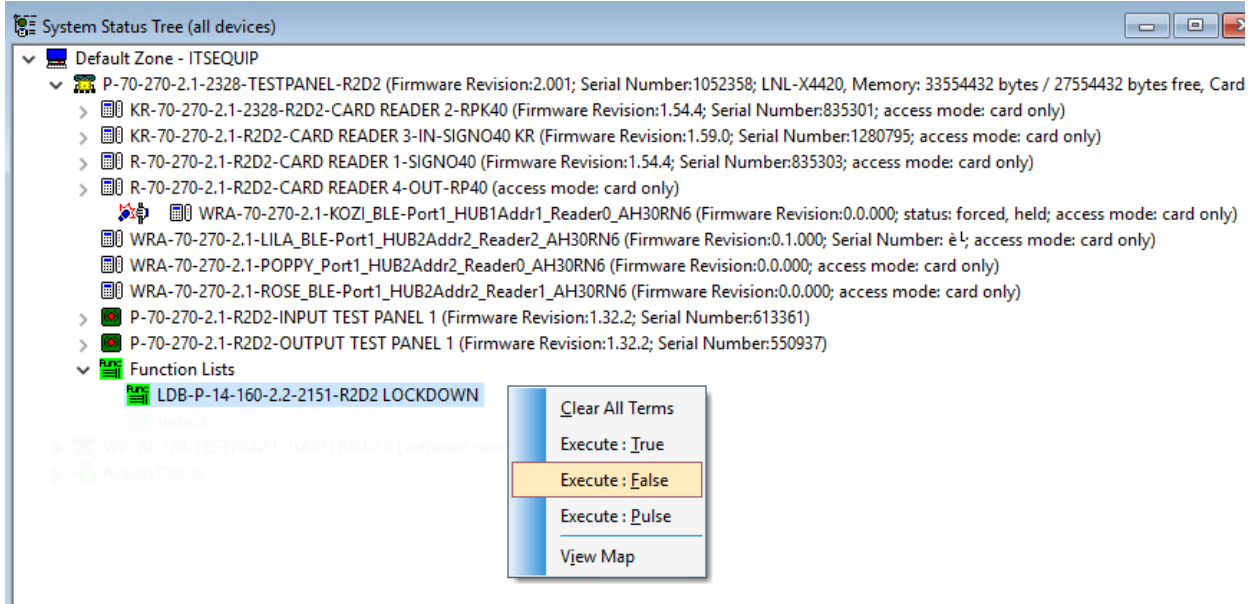 System Status Tree (all devices)
Default Zone - ITSEQUIP
P-70-270-2.1-2328-TESTPANEL-R2D2 (Firmware Revision:2.001; Serial Number:1052358; LNL-X4420, Memory: 33554432 bytes / 27554432 bytes free, Card
KR-70-270-2.1-2328-R2D2-CARD READER 2-RPK40 (Firmware Revision:1.54.4; Serial Number:835301; access mode: card only)
KR-70-270-2.1-R2D2-CARD READER 3-IN-SIGNO40 KR (Firmware Revision:1.59.0; Serial Number:1280795; access mode: card only)
R-70-270-2.1-R2D2-CARD READER 1-SIGNO40 (Firmware Revision:1.54.4; Serial Number:835303; access mode: card only)
R-70-270-2.1-R2D2-CARD READER 4-OUT-RP40 (access mode: card only)
WRA-70-270-2.1-KOZI_BLE-Port1_HUB1Addr1_Reader0_AH30RN6 (Firmware Revision:0.0.000; status: forced, held; access mode: card only)
WRA-70-270-2.1-LILA_BLE-Port1_HUB2Addr2_Reader2_AH30RN6 (Firmware Revision:0.1.000; Serial Number: è└; access mode: card only)
WRA-70-270-2.1-POPPY_Port1_HUB2Addr2_Reader0_AH30RN6 (Firmware Revision:0.0.000; access mode: card only)
WRA-70-270-2.1-ROSE_BLE-Port1_HUB2Addr2_Reader1_AH30RN6 (Firmware Revision:0.0.000; access mode: card only)
P-70-270-2.1-R2D2-INPUT TEST PANEL 1 (Firmware Revision:1.32.2; Serial Number:613361)
P-70-270-2.1-R2D2-OUTPUT TEST PANEL 1 (Firmware Revision:1.32.2; Serial Number:550937)
Function Lists
Func LDB-P-14-160-2.2-2151-R2D2 LOCKDOWN
unlock
WP-70-270-TESTPANEL-DARTH VADER
Action Group
Clear All Terms
Execute : True
Execute : False
Execute : Pulse
View Map